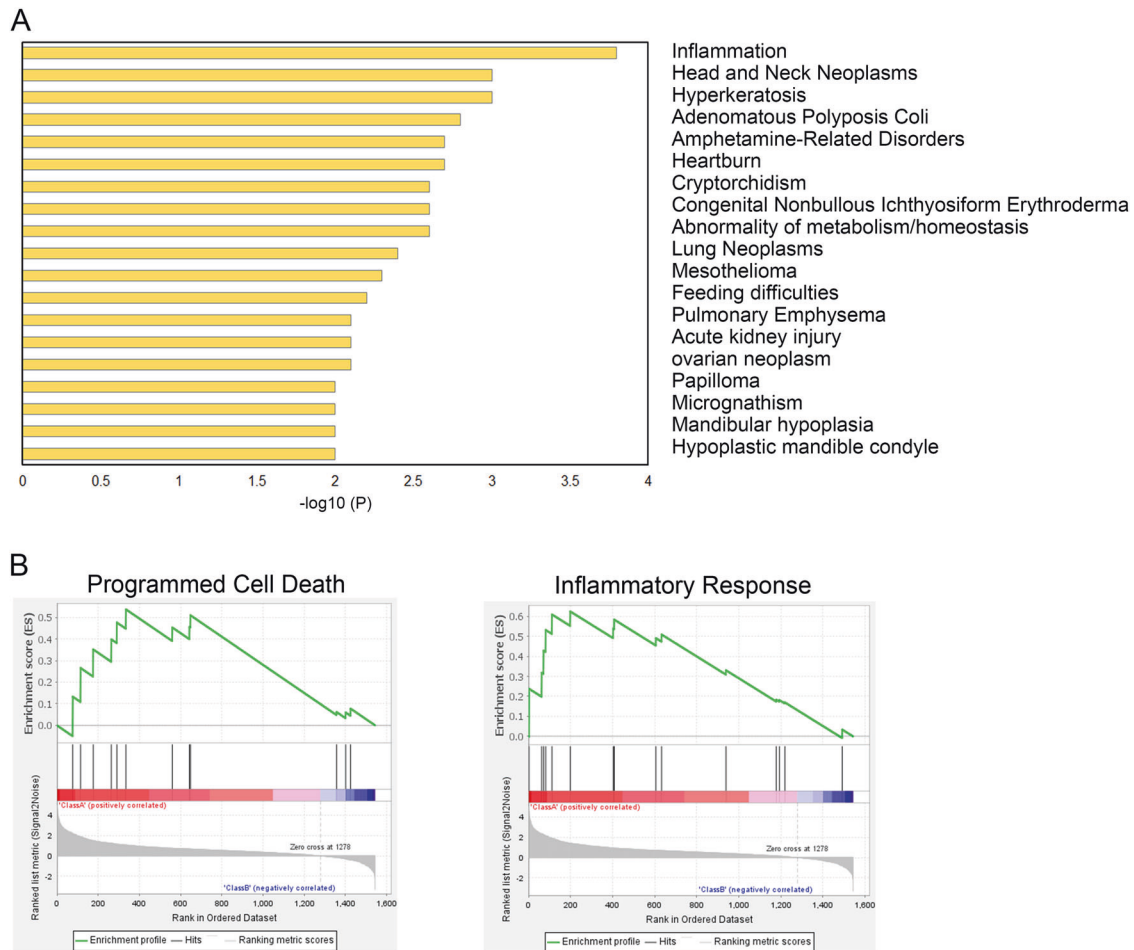 A
Inflammation
Head and Neck Neoplasms
Hyperkeratosis
Adenomatous Polyposis Coli
Amphetamine-Related Disorders
Heartburn
Cryptorchidism
Congenital Nonbullous Ichthyosiform Erythroderma
Abnormality of metabolism/homeostasis
Lung Neoplasms
Mesothelioma
Feeding difficulties
Pulmonary Emphysema
Acute kidney injury
ovarian neoplasm
Papilloma
Micrognathism
Mandibular hypoplasia
Hypoplastic mandible condyle
0 0.5 1 1.5 2 2.5 3 3.5 4
-log10 (P)
B
Programmed Cell Death
Enrichment score (ES)
0.5
0.4
0.3
0.2
0.1
0.0
'ClassA' (positively correlated)
Ranked list metric (Signal2Noise)
4
2
0
-2
Zero cross at 1278
'ClassB' (negatively correlated)
0 200 400 600 800 1,000 1,200 1,400 1,600
Rank in Ordered Dataset
Enrichment profile Hits Ranking metric scores
Inflammatory Response
Enrichment score (ES)
0.6
0.5
0.4
0.3
0.2
0.1
0.0
'ClassA' (positively correlated)
Ranked list metric (Signal2Noise)
4
2
0
-2
Zero cross at 1278
'ClassB' (negatively correlated)
0 200 400 600 800 1,000 1,200 1,400 1,600
Rank in Ordered Dataset
Enrichment profile Hits Ranking metric scores